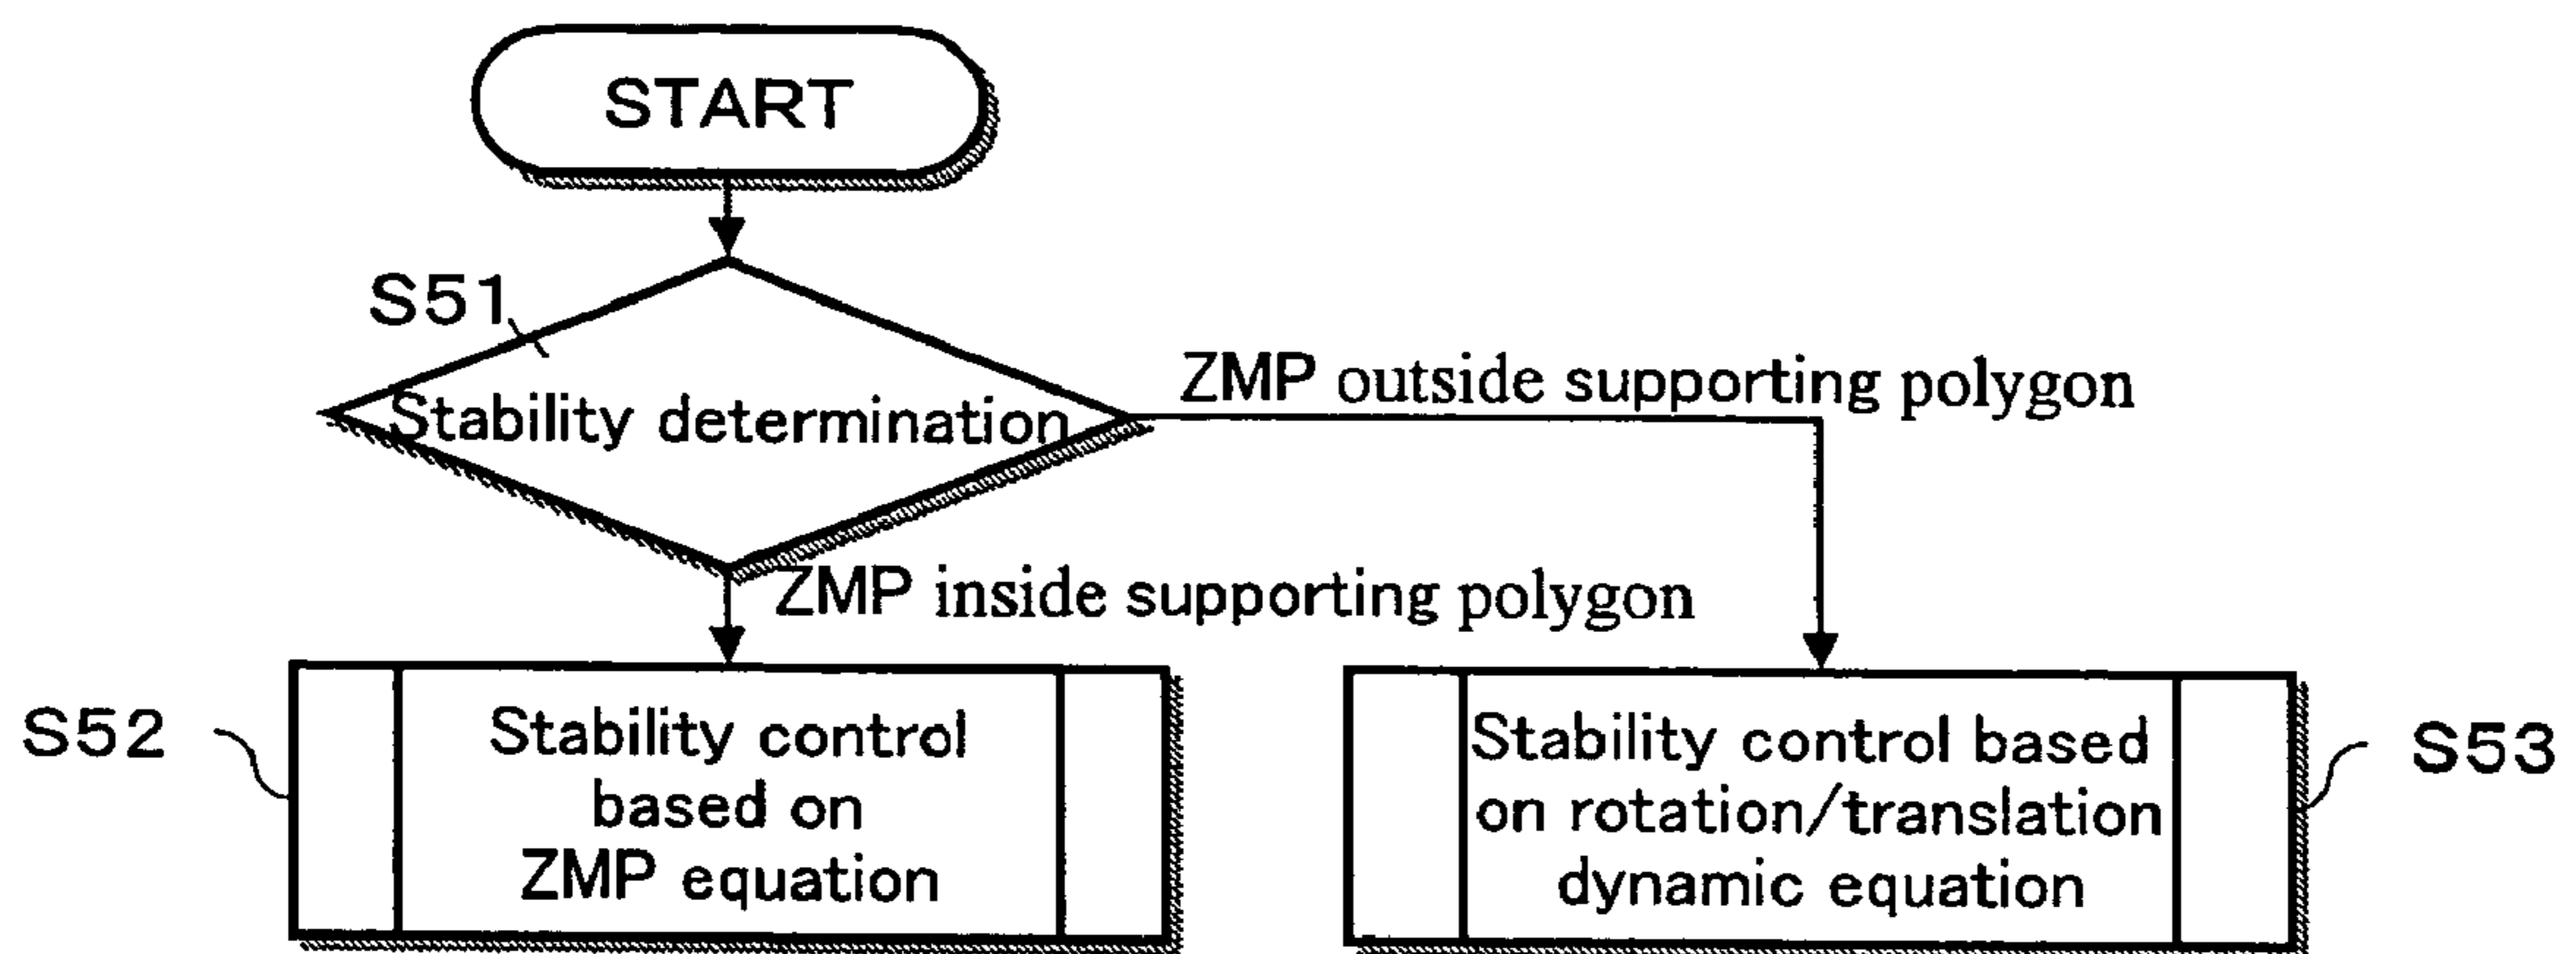 START
S51
Stability determination
ZMP outside supporting polygon
ZMP inside supporting polygon
S52
Stability control
based on
ZMP equation
Stability control based
on rotation/translation
dynamic equation
S53